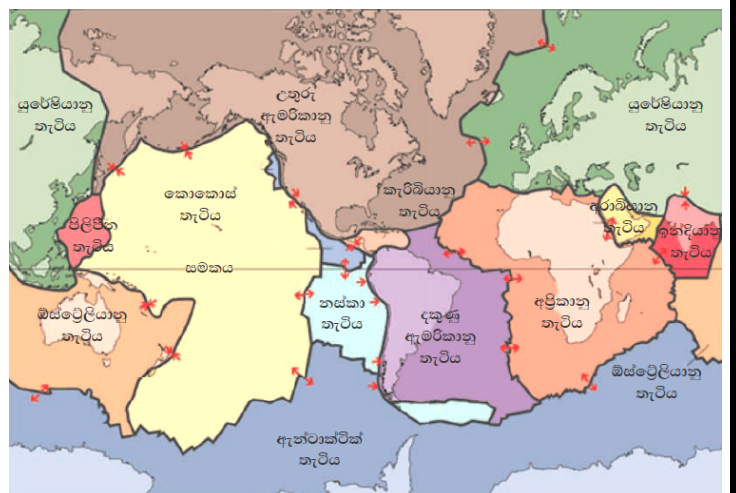 යුරේෂියානු
තැටිය
උතුරු
ඇමරිකානු
තැටිය
යුරේෂියානු
තැටිය
කොකොස්
තැටිය
කැරිබියානු
තැටිය
අරාබියානු
තැටිය
පිලිපීන
තැටිය
ඉන්දියානු
තැටිය
සමකය
ඕස්ට්‍රේලියානු
තැටිය
නස්කා
තැටිය
දකුණු
ඇමරිකානු
තැටිය
අප්‍රිකානු
තැටිය
ඕස්ට්‍රේලියානු
තැටිය
ඇන්ටාක්ටික්
තැටිය